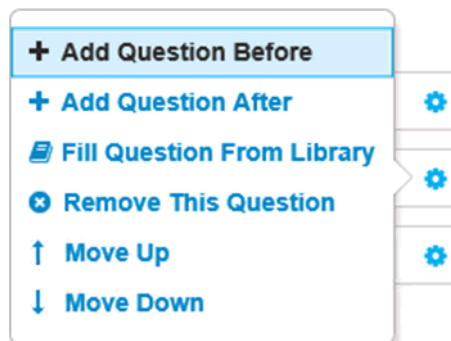 Add Question Before
Add Question After
Fill Question From Library
Remove This Question
Move Up
Move Down